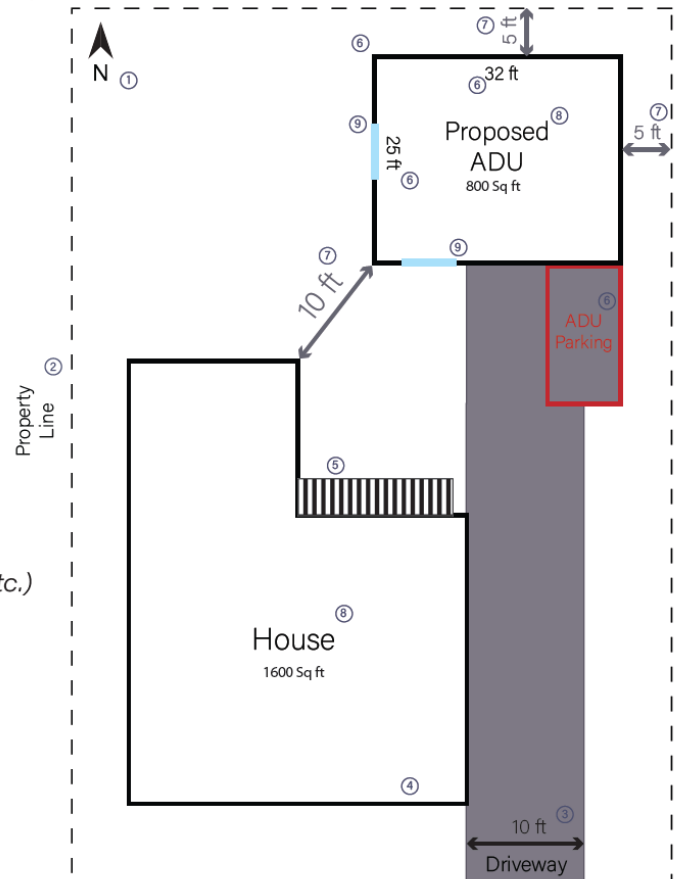 N ①
⑦
5 ft
⑥
32 ft
⑥
⑨
25 ft
⑥
Proposed ⑧
ADU
800 Sq ft
⑦
5 ft
⑨
⑦
10 ft
⑥
ADU
Parking
②
Property
Line
⑤
tc.)
⑧
House
1600 Sq ft
④
③
10 ft
Driveway